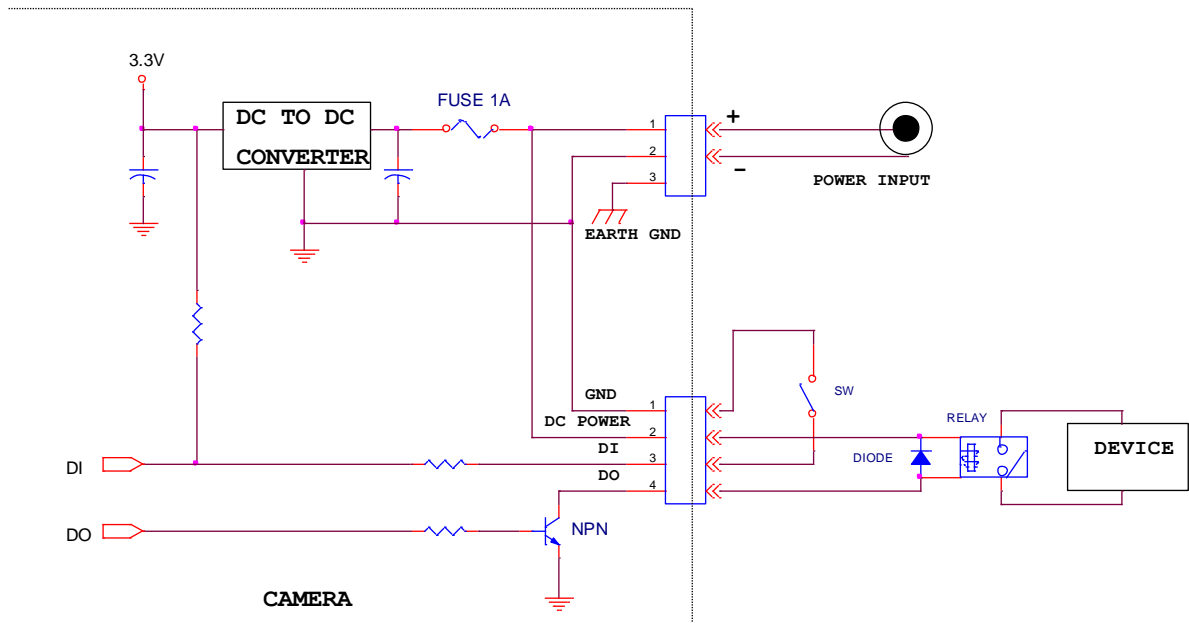 3.3V
DC TO DC
CONVERTER
FUSE 1A
1
2
3
+
-
POWER INPUT
EARTH GND
GND
DC POWER
DI
DO
1
2
3
4
SW
RELAY
DIODE
DEVICE
DI
DO
NPN
CAMERA